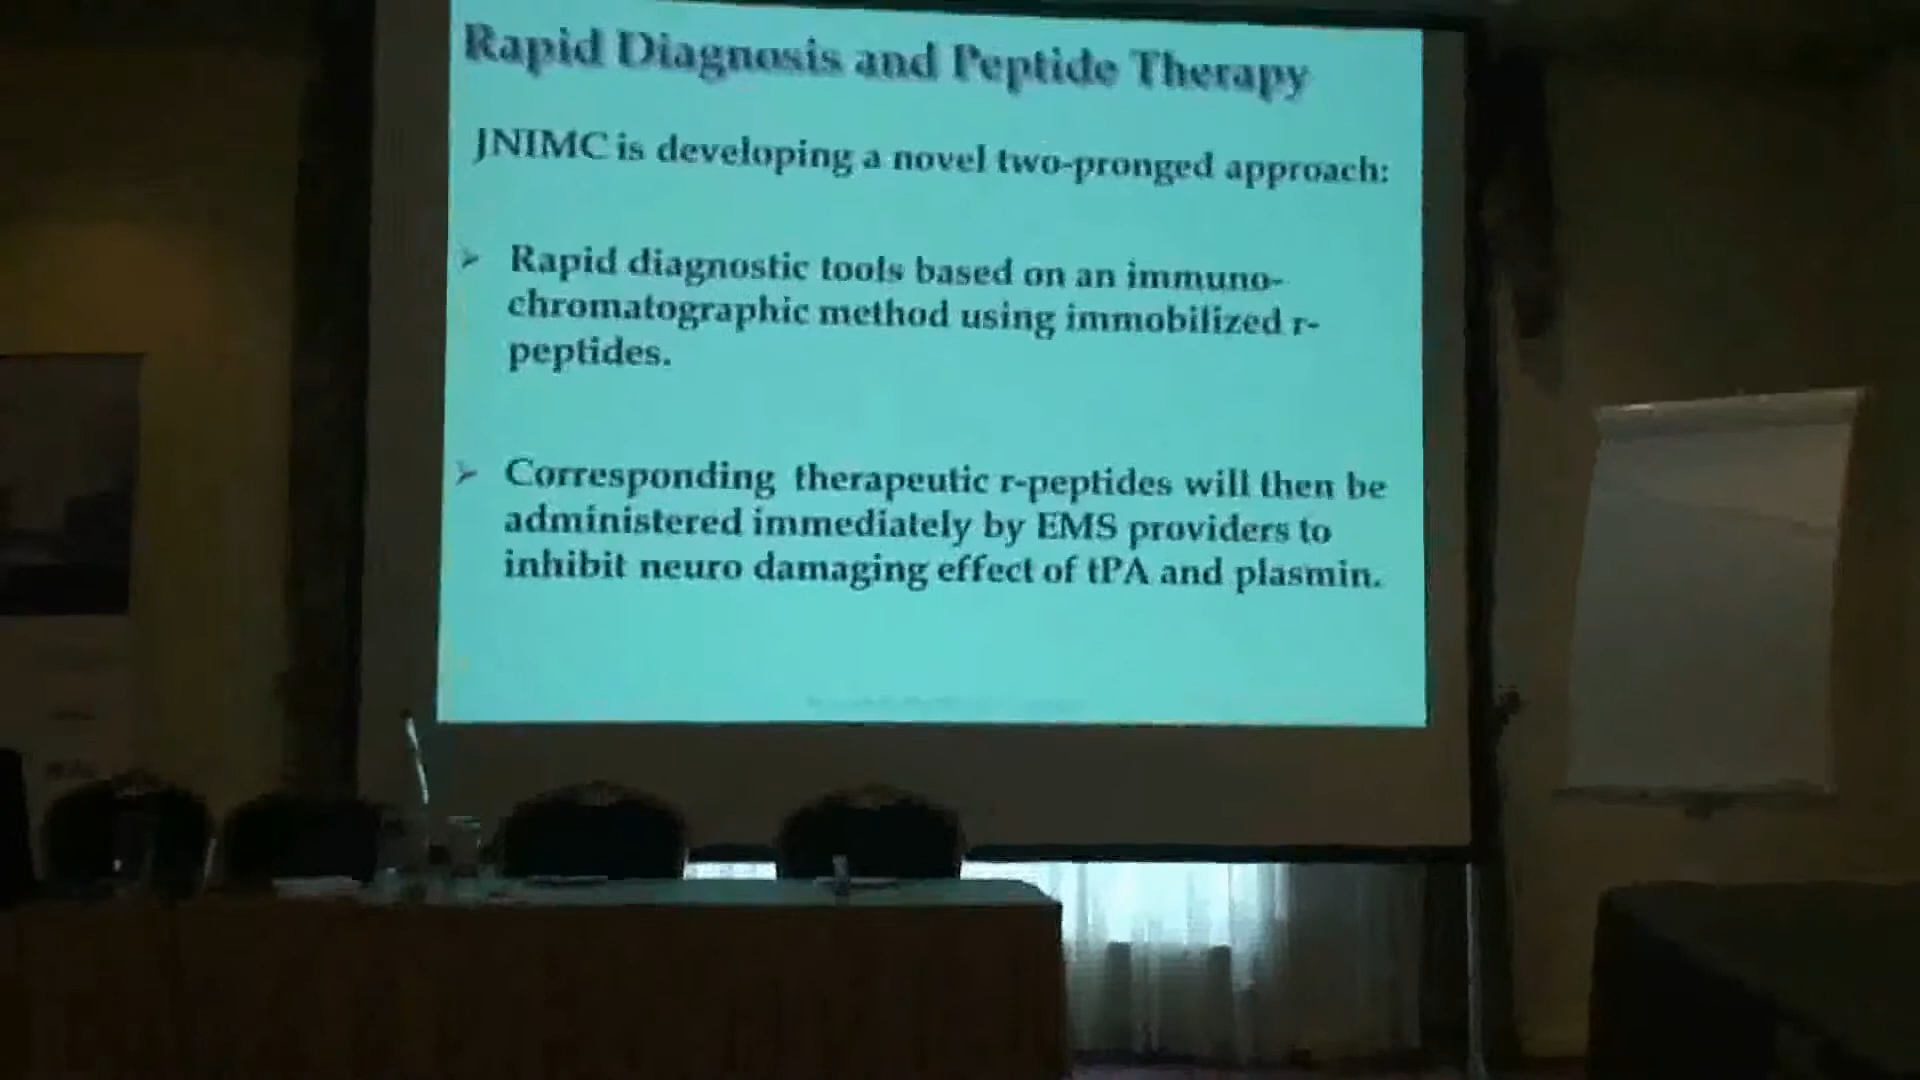 Rapid Diagnosis and Peptide Therapy
JNIMC is developing a novel two-pronged approach:
➢ Rapid diagnostic tools based on an immuno-
chromatographic method using immobilized r-
peptides.
➢ Corresponding therapeutic r-peptides will then be
administered immediately by EMS providers to
inhibit neuro damaging effect of tPA and plasmin.